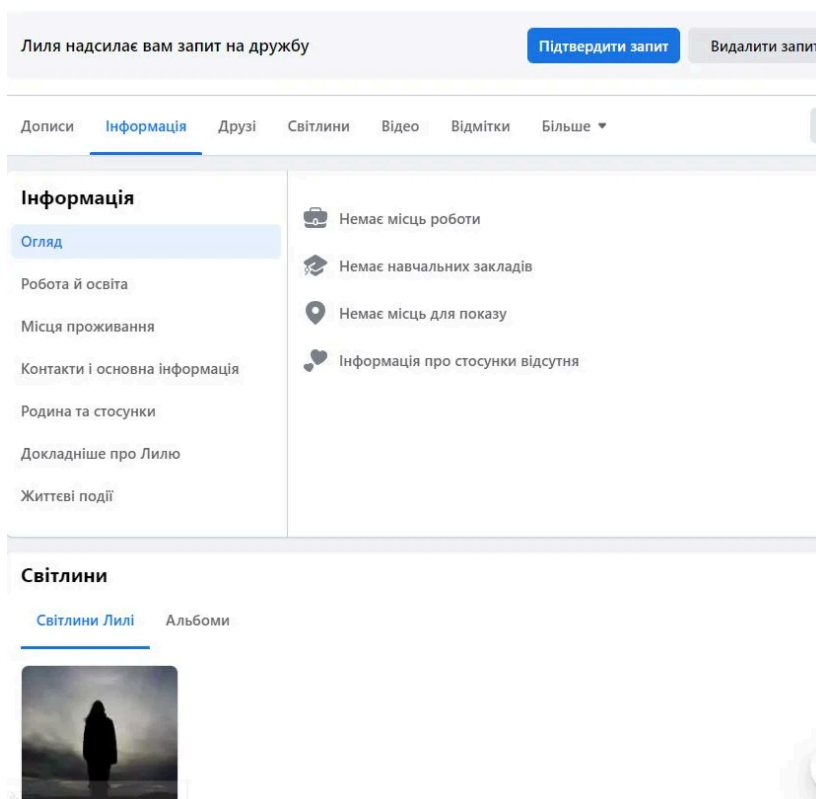 Лиля надсилає вам запит на дружбу
Підтвердити запит
Видалити запит
Дописи Інформація Друзі Світлини Відео Відмітки Більше
Інформація
Огляд
Робота й освіта
Місця проживання
Контакти і основна інформація
Родина та стосунки
Докладніше про Лилю
Життєві події
Немає місць роботи
Немає навчальних закладів
Немає місць для показу
Інформація про стосунки відсутня
Світлини
Світлини Лилі Альбоми